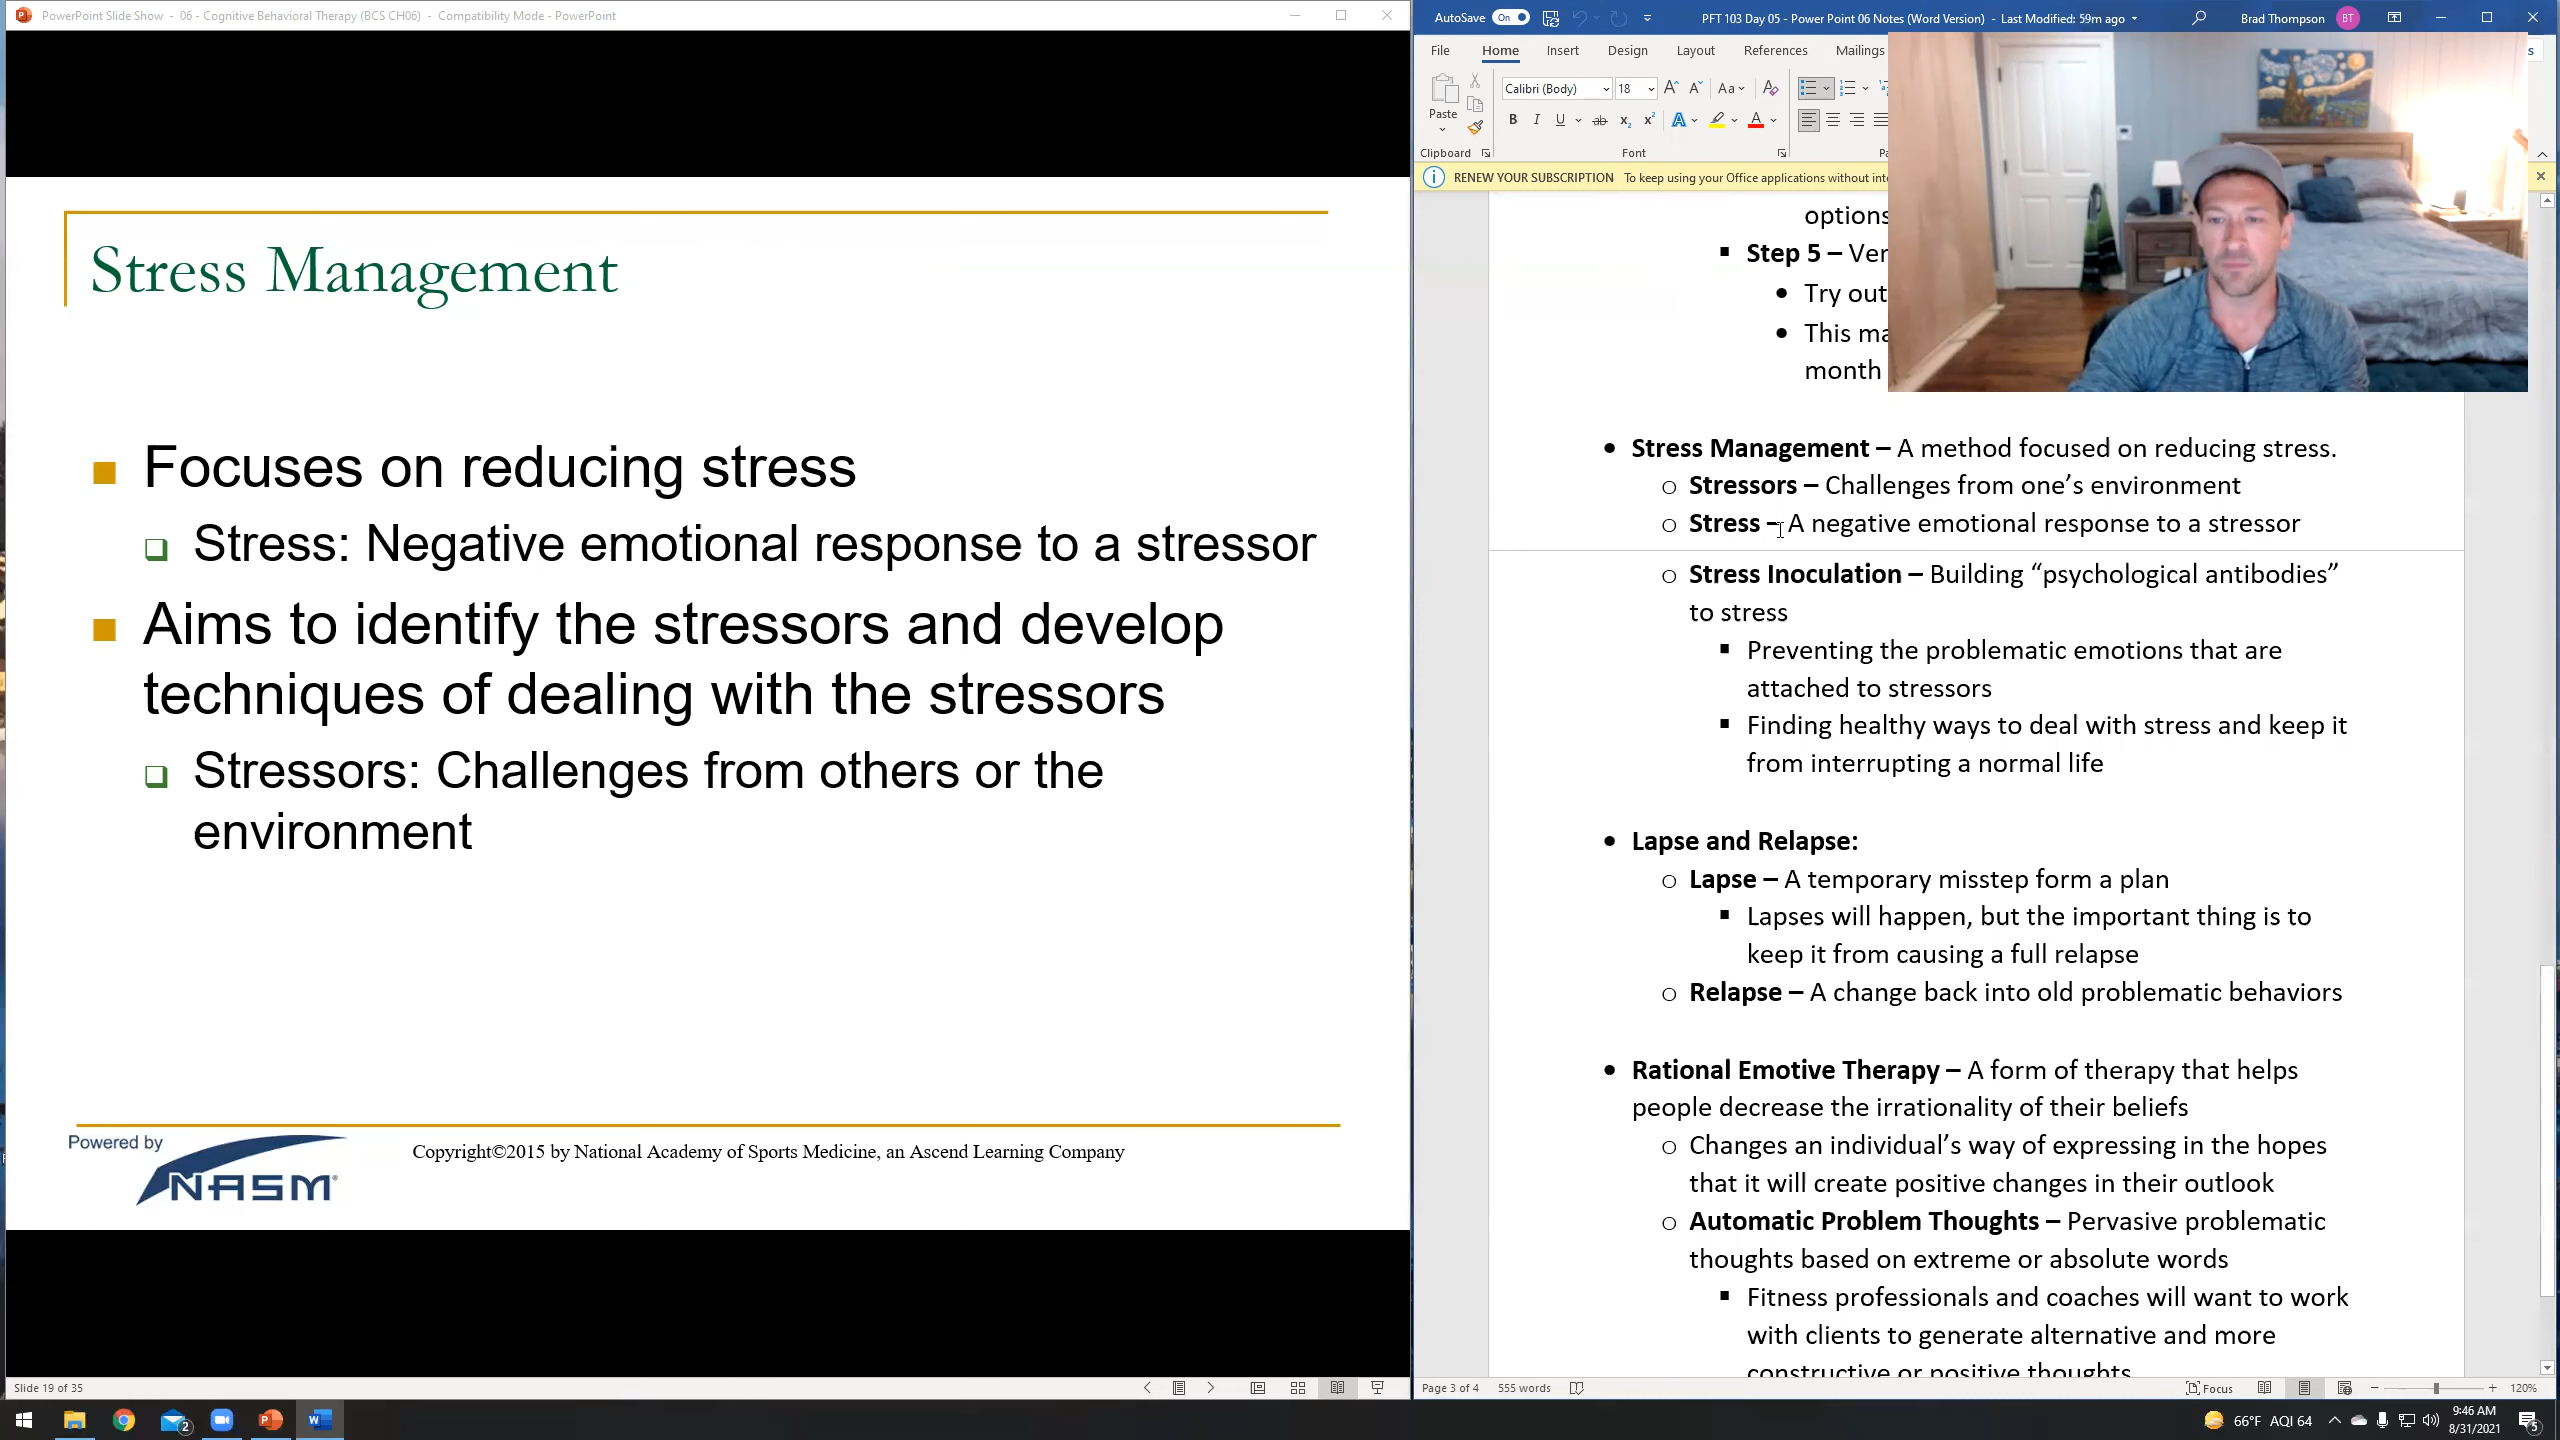 PowerPoint Slide Show - 06 - Cognitive Behavioral Therapy (BCS CH06) - Compatibility Mode - PowerPoint
Stress Management
Focuses on reducing stress
Stress: Negative emotional response to a stressor
Aims to identify the stressors and develop
techniques of dealing with the stressors
Stressors: Challenges from others or the
environment
Powered by
NASM
Copyright©2015 by National Academy of Sports Medicine, an Ascend Learning Company
Slide 19 of 35
AutoSave On
PFT 103 Day 05 - Power Point 06 Notes (Word Version) - Last Modified: 59m ago
Brad Thompson BT
File Home Insert Design Layout References Mailings
Calibri (Body) 18
Paste
Clipboard Font
RENEW YOUR SUBSCRIPTION To keep using your Office applications without
options
Step 5 – Ver
Try out
This ma
month
Stress Management – A method focused on reducing stress.
Stressors – Challenges from one’s environment
Stress – A negative emotional response to a stressor
Stress Inoculation – Building “psychological antibodies”
to stress
Preventing the problematic emotions that are
attached to stressors
Finding healthy ways to deal with stress and keep it
from interrupting a normal life
Lapse and Relapse:
Lapse – A temporary misstep form a plan
Lapses will happen, but the important thing is to
keep it from causing a full relapse
Relapse – A change back into old problematic behaviors
Rational Emotive Therapy – A form of therapy that helps
people decrease the irrationality of their beliefs
Changes an individual’s way of expressing in the hopes
that it will create positive changes in their outlook
Automatic Problem Thoughts – Pervasive problematic
thoughts based on extreme or absolute words
Fitness professionals and coaches will want to work
with clients to generate alternative and more
constructive or positive thoughts
Page 3 of 4 555 words
Focus
120%
66°F AQI 64
9:46 AM
8/31/2021